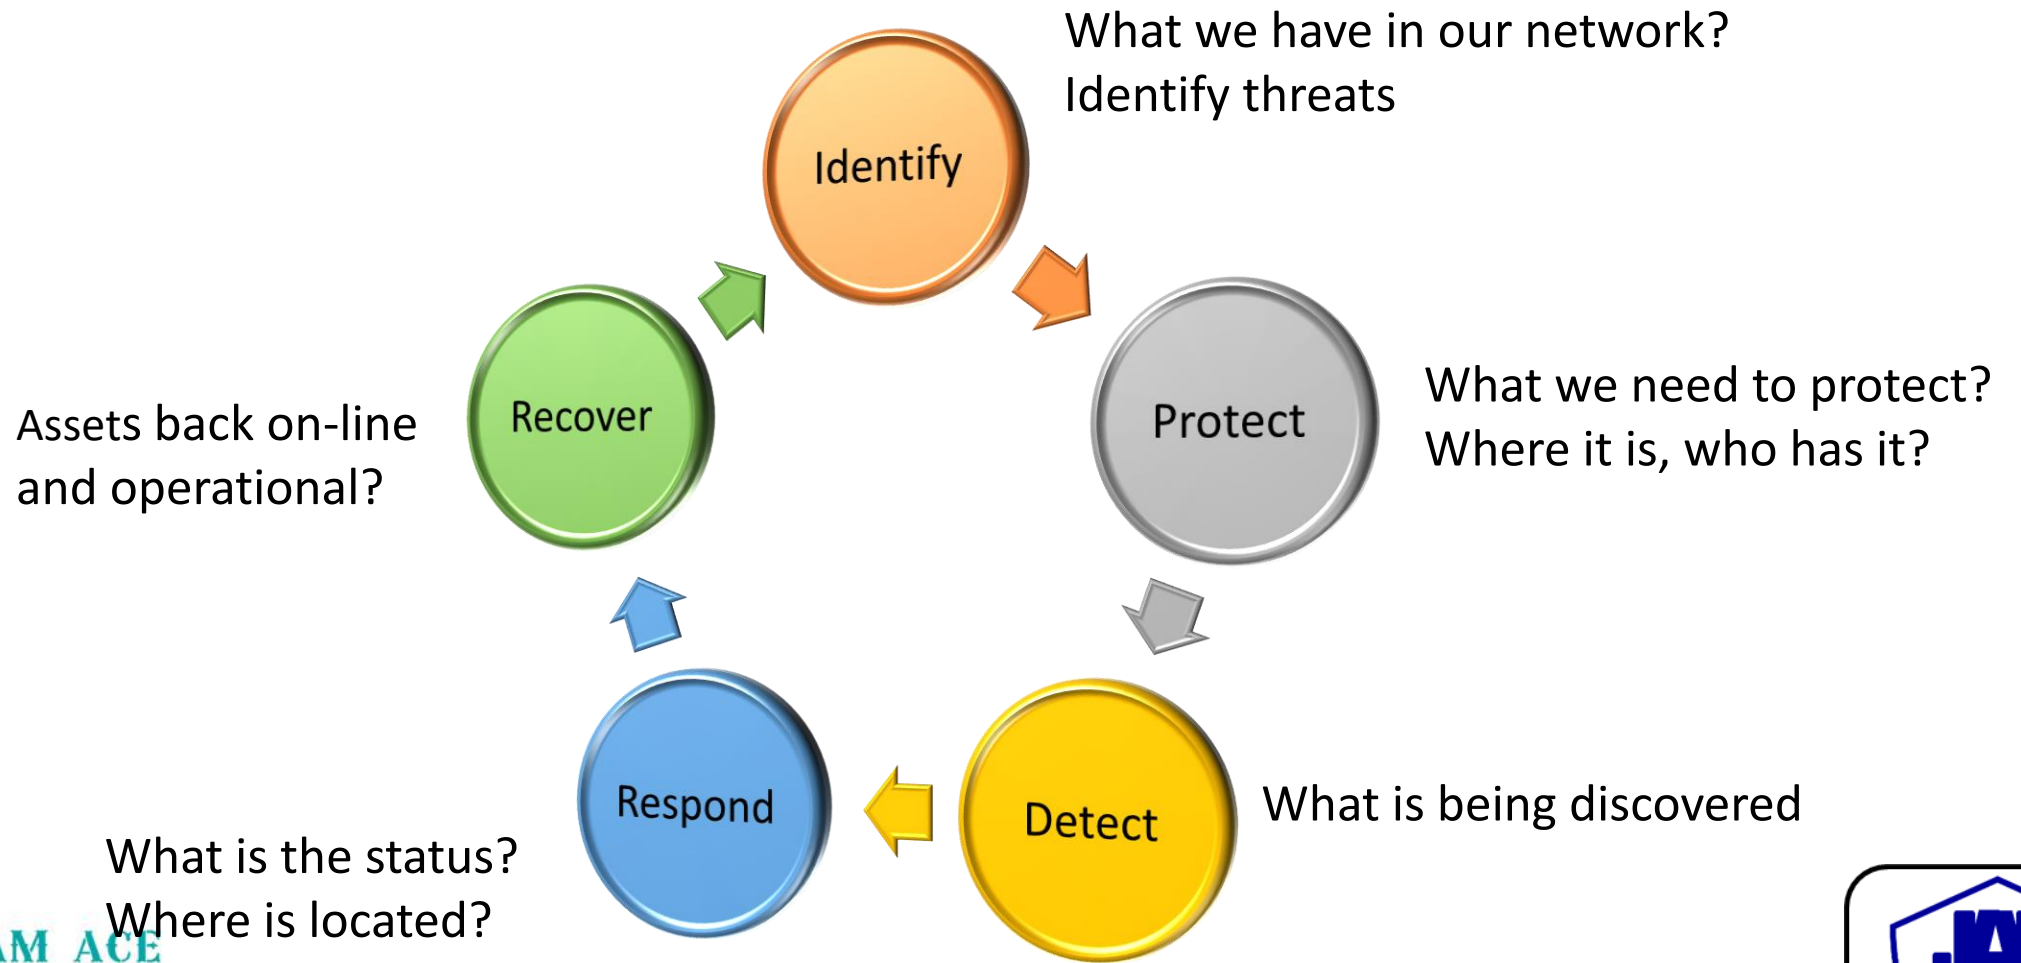 What we have in our network?
Identify threats
Identify
Protect
What we need to protect?
Where it is, who has it?
Detect
What is being discovered
Respond
What is the status?
Where is located?
Recover
Assets back on-line
and operational?
AM ACE